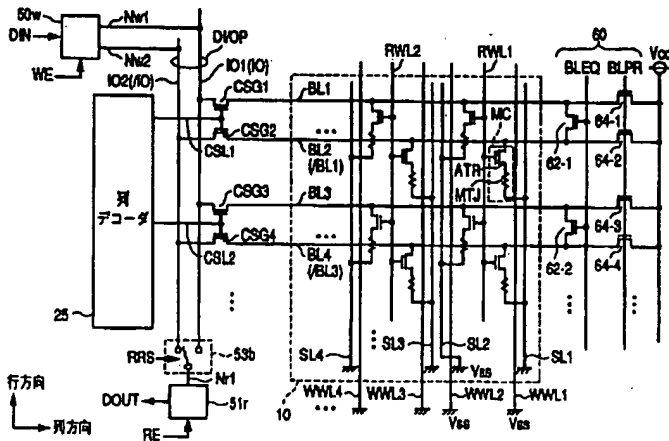 50w
Nw1
DIN
Nw2
DI/OP
WE
IO2(/IO)
IO1(IO)
CSG1
BL1
RWL2
RWL1
60
BLEQ BLPR
Vcc
MC
64-1
CSL1
CSG2
BL2
(/BL1)
ATR
62-1
64-2
MTJ
列
デコーダ
CSG3
BL3
64-3
CSL2
CSG4
BL4
(/BL3)
62-2
64-4
25
RRS
53b
SL4
SL3
SL2
SL1
Nr1
VSS
行方向
DOUT
51r
10
WWL4
WWL3
WWL2
WWL1
列方向
RE
VSS
VSS